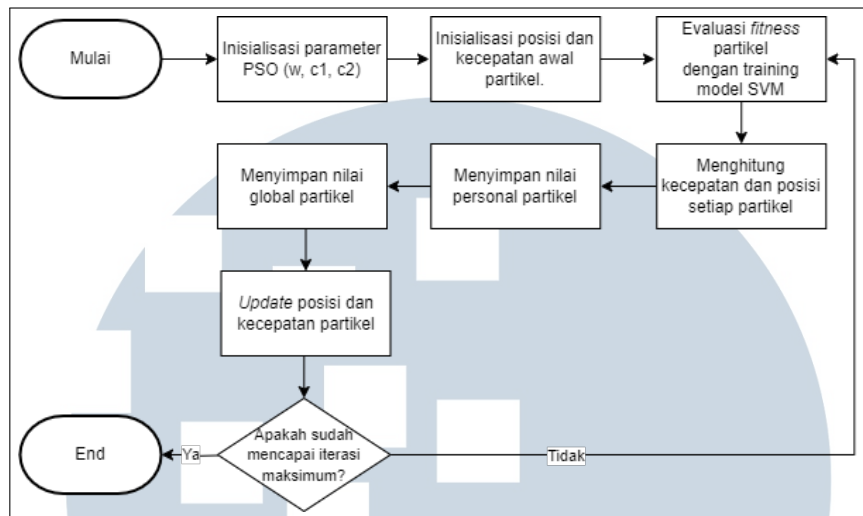 Mulai
Inisialisasi parameter
PSO (w, c1, c2)
Inisialisasi posisi dan
kecepatan awal
partikel.
Evaluasi fitness
partikel
dengan training
model SVM
Menghitung
kecepatan dan posisi
setiap partikel
Menyimpan nilai
personal partikel
Menyimpan nilai
global partikel
Update posisi dan
kecepatan partikel
Apakah sudah
mencapai iterasi
maksimum?
Ya
Tidak
End